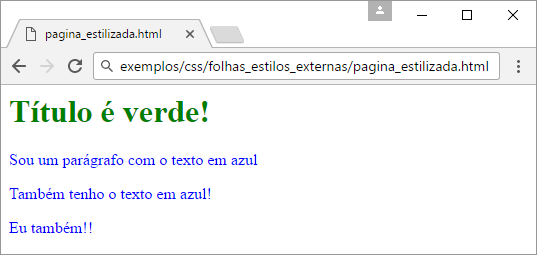 pagina_estilizada.html
exemplos/css/folhas_estilos_externas/pagina_estilizada.html
Título é verde!
Sou um parágrafo com o texto em azul
Também tenho o texto em azul!
Eu também!!